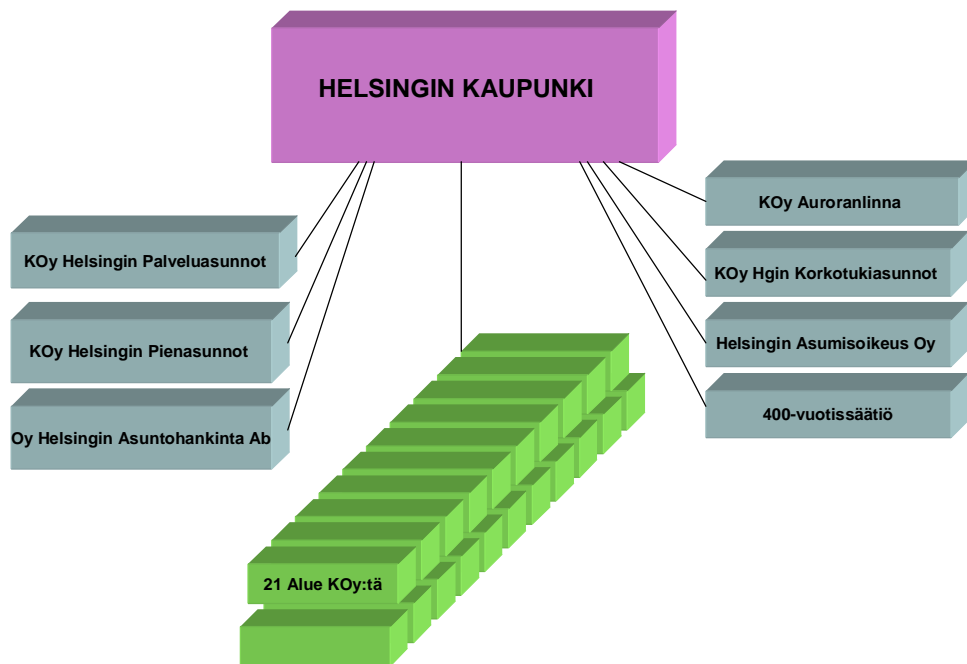 HELSINGIN KAUPUNKI
KOy Helsingin Palveluasunnot
KOy Helsingin Pienasunnot
Oy Helsingin Asuntohankinta Ab
KOy Auroranlinna
KOy Hgin Korkotukiasunnot
Helsingin Asumisoikeus Oy
400-vuotissäätiö
21 Alue KOy:tä